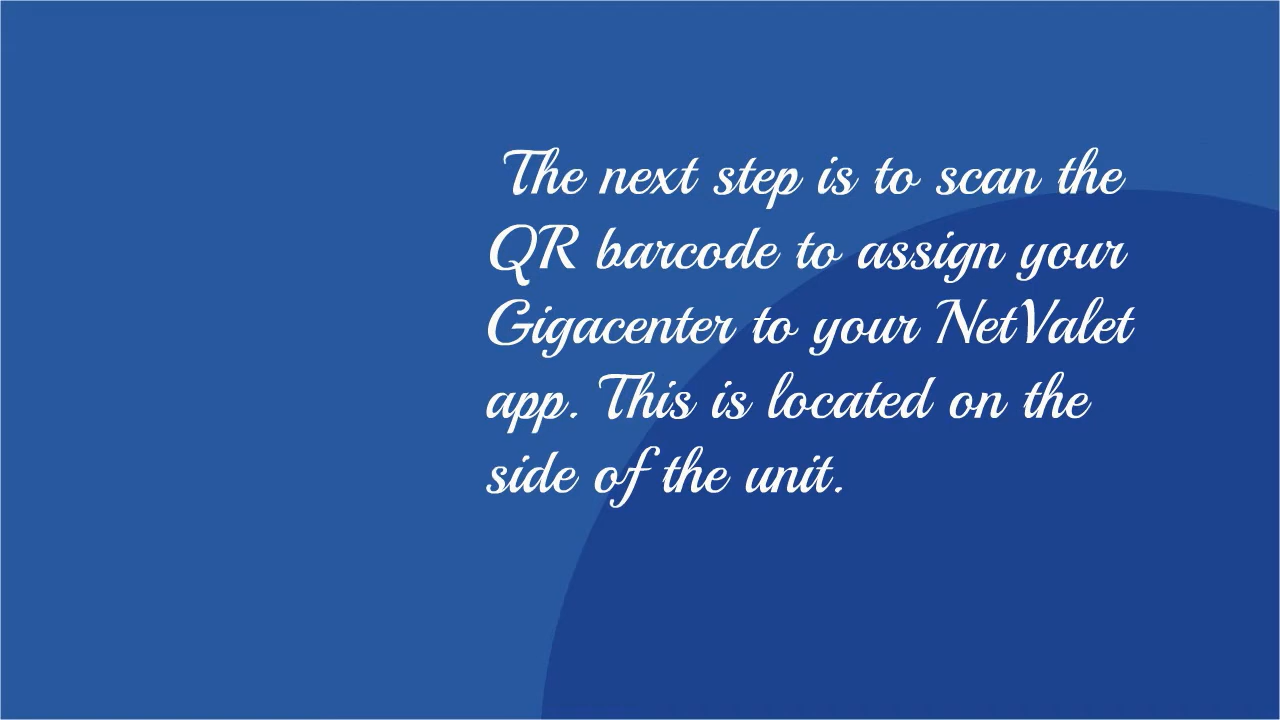 The next step is to scan the
QR barcode to assign your
Gigacenter to your NetValet
app. This is located on the
side of the unit.